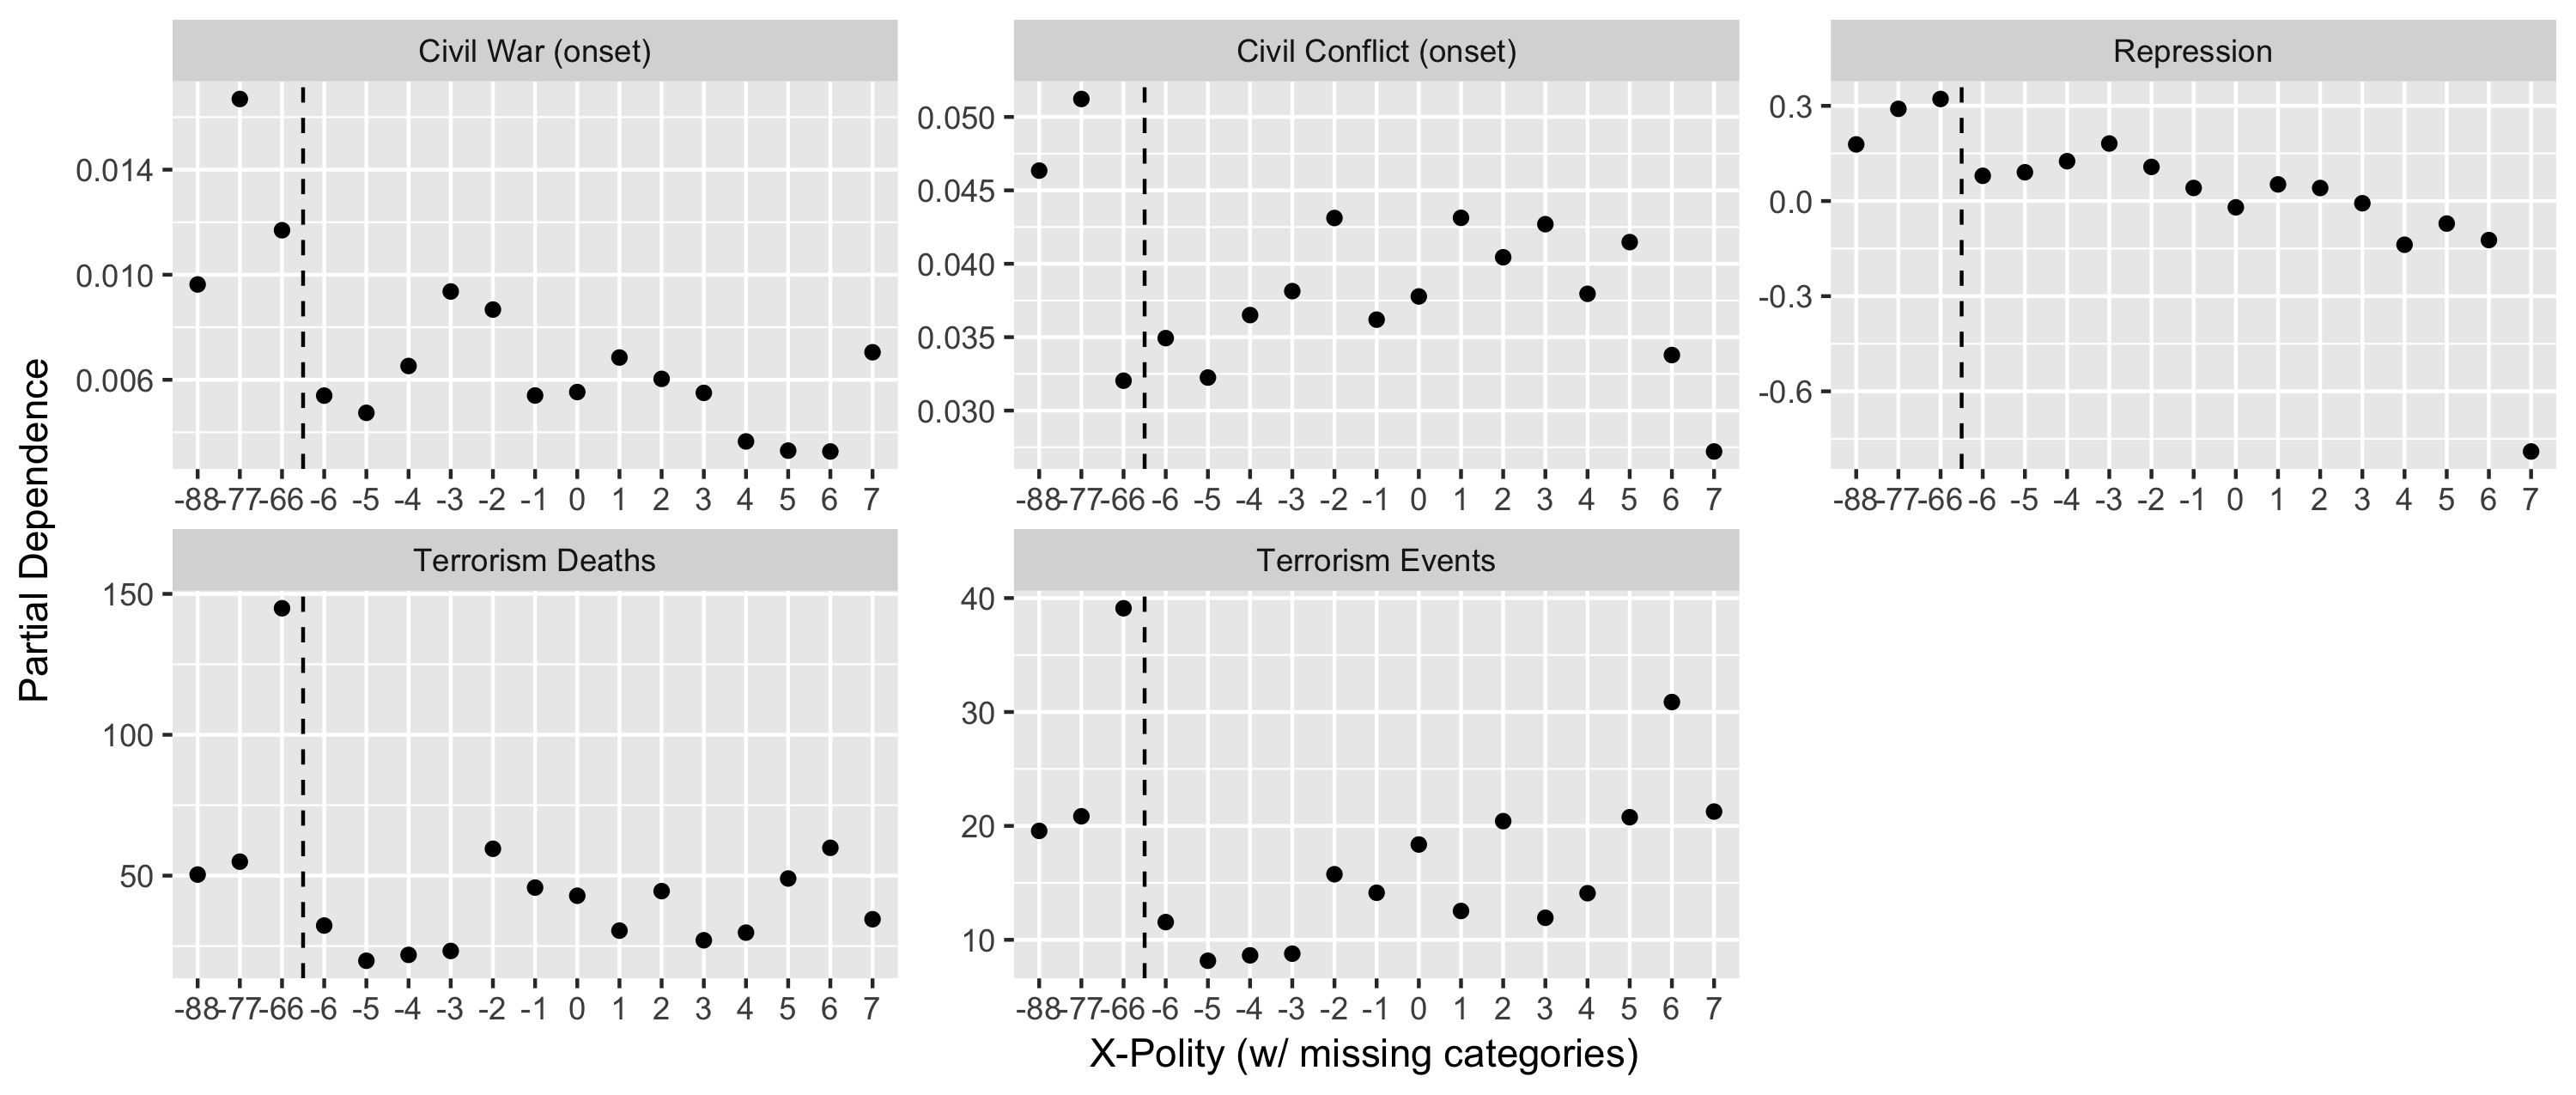 Civil War (onset)
Civil Conflict (onset)
Repression
0.014
0.010
0.006
-88 -77 -66 -6 -5 -4 -3 -2 -1 0 1 2 3 4 5 6 7
0.050
0.045
0.040
0.035
0.030
-88 -77 -66 -6 -5 -4 -3 -2 -1 0 1 2 3 4 5 6 7
0.3
0.0
-0.3
-0.6
-88 -77 -66 -6 -5 -4 -3 -2 -1 0 1 2 3 4 5 6 7
Partial Dependence
Terrorism Deaths
Terrorism Events
150
100
50
-88 -77 -66 -6 -5 -4 -3 -2 -1 0 1 2 3 4 5 6 7
40
30
20
10
-88 -77 -66 -6 -5 -4 -3 -2 -1 0 1 2 3 4 5 6 7
X-Polity (w/ missing categories)